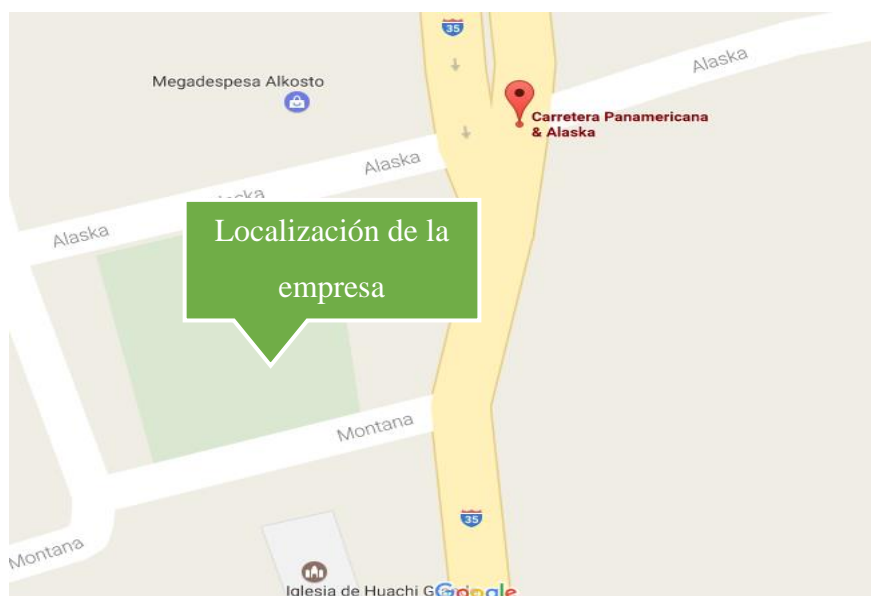 35
Alaska
Megadespesa Alkosto
Carretera Panamericana
& Alaska
Alaska
Alaska
Localización de la
empresa
Montana
35
Montana
Iglesia de Huachi
Google